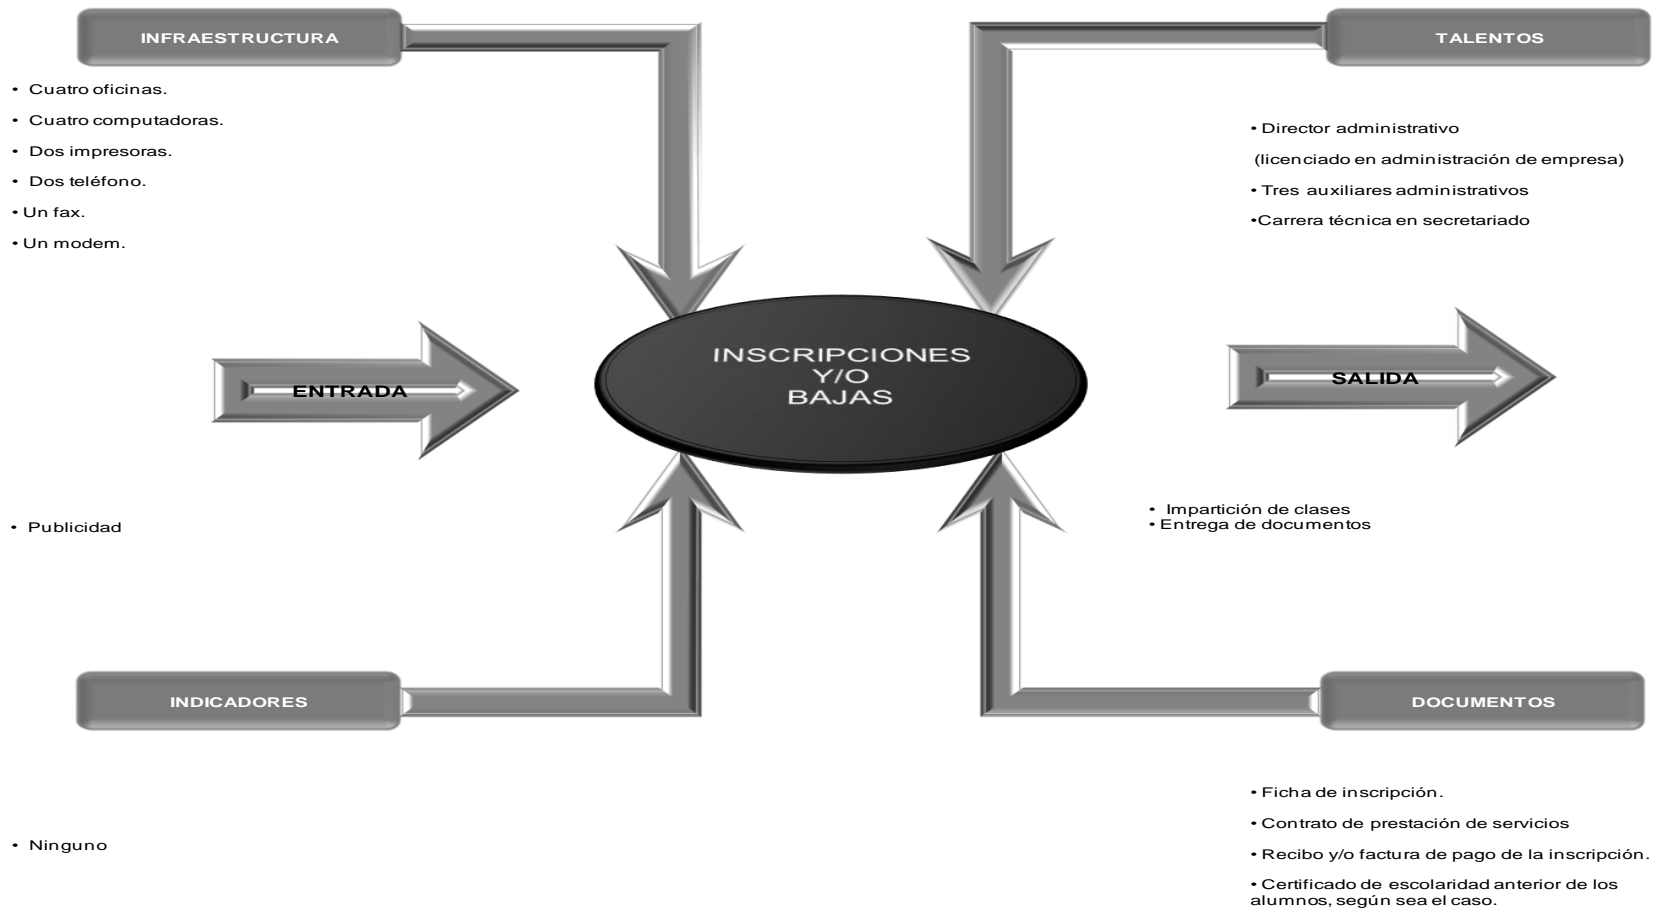 INFRAESTRUCTURA
• Cuatro oficinas.
• Cuatro computadoras.
• Dos impresoras.
• Dos teléfono.
• Un fax.
• Un modem.
TALENTOS
• Director administrativo
(licenciado en administración de empresa)
• Tres auxiliares administrativos
•Carrera técnica en secretariado
ENTRADA
INSCRIPCIONES
Y/O
BAJAS
SALIDA
• Publicidad
• Impartición de clases
• Entrega de documentos
INDICADORES
• Ninguno
DOCUMENTOS
• Ficha de inscripción.
• Contrato de prestación de servicios
• Recibo y/o factura de pago de la inscripción.
• Certificado de escolaridad anterior de los
alumnos, según sea el caso.